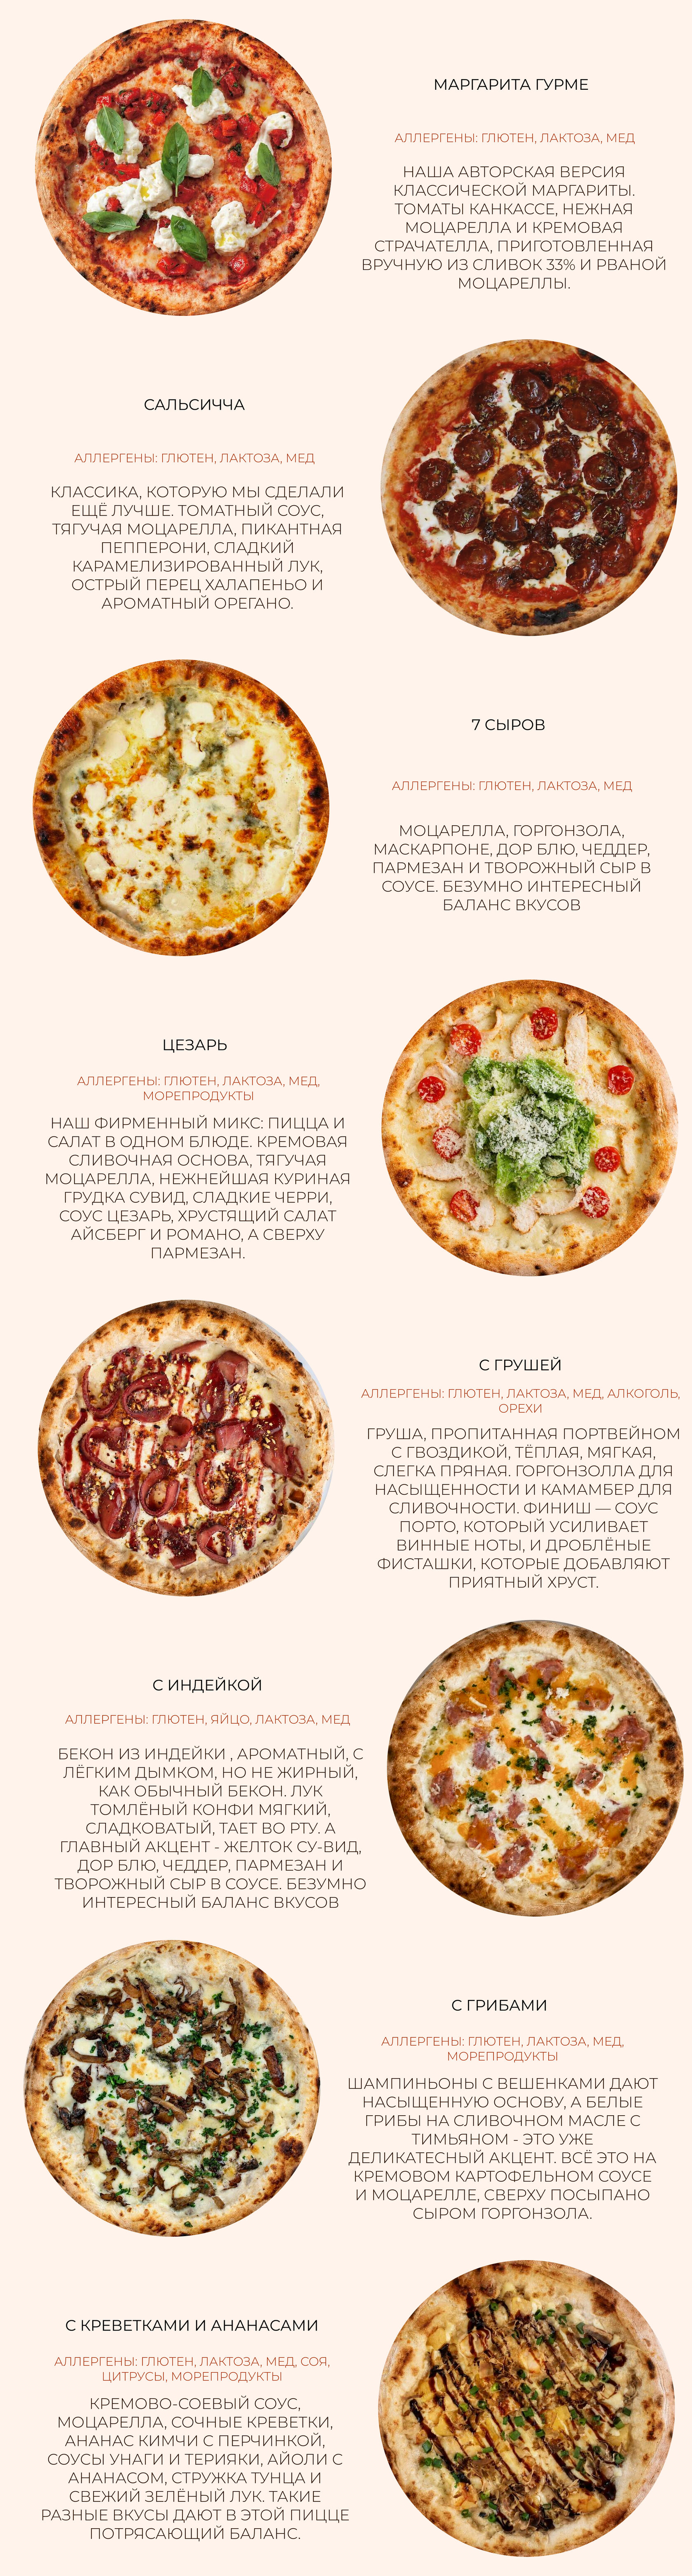 МАРГАРИТА ГУРМЕ
АЛЛЕРГЕНЫ: ГЛЮТЕН, ЛАКТОЗА, МЕД
НАША АВТОРСКАЯ ВЕРСИЯ
КЛАССИЧЕСКОЙ МАРГАРИТЫ.
ТОМАТЫ КАНКАССЕ, НЕЖНАЯ
МОЦАРЕЛЛА И КРЕМОВАЯ
СТРАЧАТЕЛЛА, ПРИГОТОВЛЕННАЯ
ВРУЧНУЮ ИЗ СЛИВОК 33% И РВАНОЙ
МОЦАРЕЛЛЫ.
САЛЬСИЧЧА
АЛЛЕРГЕНЫ: ГЛЮТЕН, ЛАКТОЗА, МЕД
КЛАССИКА, КОТОРУЮ МЫ СДЕЛАЛИ
ЕЩЁ ЛУЧШЕ. ТОМАТНЫЙ СОУС,
ТЯГУЧАЯ МОЦАРЕЛЛА, ПИКАНТНАЯ
ПЕППЕРОНИ, СЛАДКИЙ
КАРАМЕЛИЗИРОВАННЫЙ ЛУК,
ОСТРЫЙ ПЕРЕЦ ХАЛАПЕНЬО И
АРОМАТНЫЙ ОРЕГАНО.
7 СЫРОВ
АЛЛЕРГЕНЫ: ГЛЮТЕН, ЛАКТОЗА, МЕД
МОЦАРЕЛЛА, ГОРГОНЗОЛА,
МАСКАРПОНЕ, ДОР БЛЮ, ЧЕДДЕР,
ПАРМЕЗАН И ТВОРОЖНЫЙ СЫР В
СОУСЕ. БЕЗУМНО ИНТЕРЕСНЫЙ
БАЛАНС ВКУСОВ
ЦЕЗАРЬ
АЛЛЕРГЕНЫ: ГЛЮТЕН, ЛАКТОЗА, МЕД,
МОРЕПРОДУКТЫ
НАШ ФИРМЕННЫЙ МИКС: ПИЦЦА И
САЛАТ В ОДНОМ БЛЮДЕ. КРЕМОВАЯ
СЛИВОЧНАЯ ОСНОВА, ТЯГУЧАЯ
МОЦАРЕЛЛА, НЕЖНЕЙШАЯ КУРИНАЯ
ГРУДКА СУВИД, СЛАДКИЕ ЧЕРРИ,
СОУС ЦЕЗАРЬ, ХРУСТЯЩИЙ САЛАТ
АЙСБЕРГ И РОМАНО, А СВЕРХУ
ПАРМЕЗАН.
С ГРУШЕЙ
АЛЛЕРГЕНЫ: ГЛЮТЕН, ЛАКТОЗА, МЕД, АЛКОГОЛЬ,
ОРЕХИ
ГРУША, ПРОПИТАННАЯ ПОРТВЕЙНОМ
С ГВОЗДИКОЙ, ТЁПЛАЯ, МЯГКАЯ,
СЛЕГКА ПРЯНАЯ. ГОРГОНЗОЛЛА ДЛЯ
НАСЫЩЕННОСТИ И КАМАМБЕР ДЛЯ
СЛИВОЧНОСТИ. ФИНИШ — СОУС
ПОРТО, КОТОРЫЙ УСИЛИВАЕТ
ВИННЫЕ НОТЫ, И ДРОБЛЁНЫЕ
ФИСТАШКИ, КОТОРЫЕ ДОБАВЛЯЮТ
ПРИЯТНЫЙ ХРУСТ.
С ИНДЕЙКОЙ
АЛЛЕРГЕНЫ: ГЛЮТЕН, ЯЙЦО, ЛАКТОЗА, МЕД
БЕКОН ИЗ ИНДЕЙКИ , АРОМАТНЫЙ, С
ЛЁГКИМ ДЫМКОМ, НО НЕ ЖИРНЫЙ,
КАК ОБЫЧНЫЙ БЕКОН. ЛУК
ТОМЛЁНЫЙ КОНФИ МЯГКИЙ,
СЛАДКОВАТЫЙ, ТАЕТ ВО РТУ. А
ГЛАВНЫЙ АКЦЕНТ - ЖЕЛТОК СУ-ВИД,
ДОР БЛЮ, ЧЕДДЕР, ПАРМЕЗАН И
ТВОРОЖНЫЙ СЫР В СОУСЕ. БЕЗУМНО
ИНТЕРЕСНЫЙ БАЛАНС ВКУСОВ
С ГРИБАМИ
АЛЛЕРГЕНЫ: ГЛЮТЕН, ЛАКТОЗА, МЕД,
МОРЕПРОДУКТЫ
ШАМПИНЬОНЫ С ВЕШЕНКАМИ ДАЮТ
НАСЫЩЕННУЮ ОСНОВУ, А БЕЛЫЕ
ГРИБЫ НА СЛИВОЧНОМ МАСЛЕ С
ТИМЬЯНОМ - ЭТО УЖЕ
ДЕЛИКАТЕСНЫЙ АКЦЕНТ. ВСЁ ЭТО НА
КРЕМОВОМ КАРТОФЕЛЬНОМ СОУСЕ
И МОЦАРЕЛЛЕ, СВЕРХУ ПОСЫПАНО
СЫРОМ ГОРГОНЗОЛА.
С КРЕВЕТКАМИ И АНАНАСАМИ
АЛЛЕРГЕНЫ: ГЛЮТЕН, ЛАКТОЗА, МЕД, СОЯ,
ЦИТРУСЫ, МОРЕПРОДУКТЫ
КРЕМОВО-СОЕВЫЙ СОУС,
МОЦАРЕЛЛА, СОЧНЫЕ КРЕВЕТКИ,
АНАНАС КИМЧИ С ПЕРЧИНКОЙ,
СОУСЫ УНАГИ И ТЕРИЯКИ, АЙОЛИ С
АНАНАСОМ, СТРУЖКА ТУНЦА И
СВЕЖИЙ ЗЕЛЁНЫЙ ЛУК. ТАКИЕ
РАЗНЫЕ ВКУСЫ ДАЮТ В ЭТОЙ ПИЦЦЕ
ПОТРЯСАЮЩИЙ БАЛАНС.